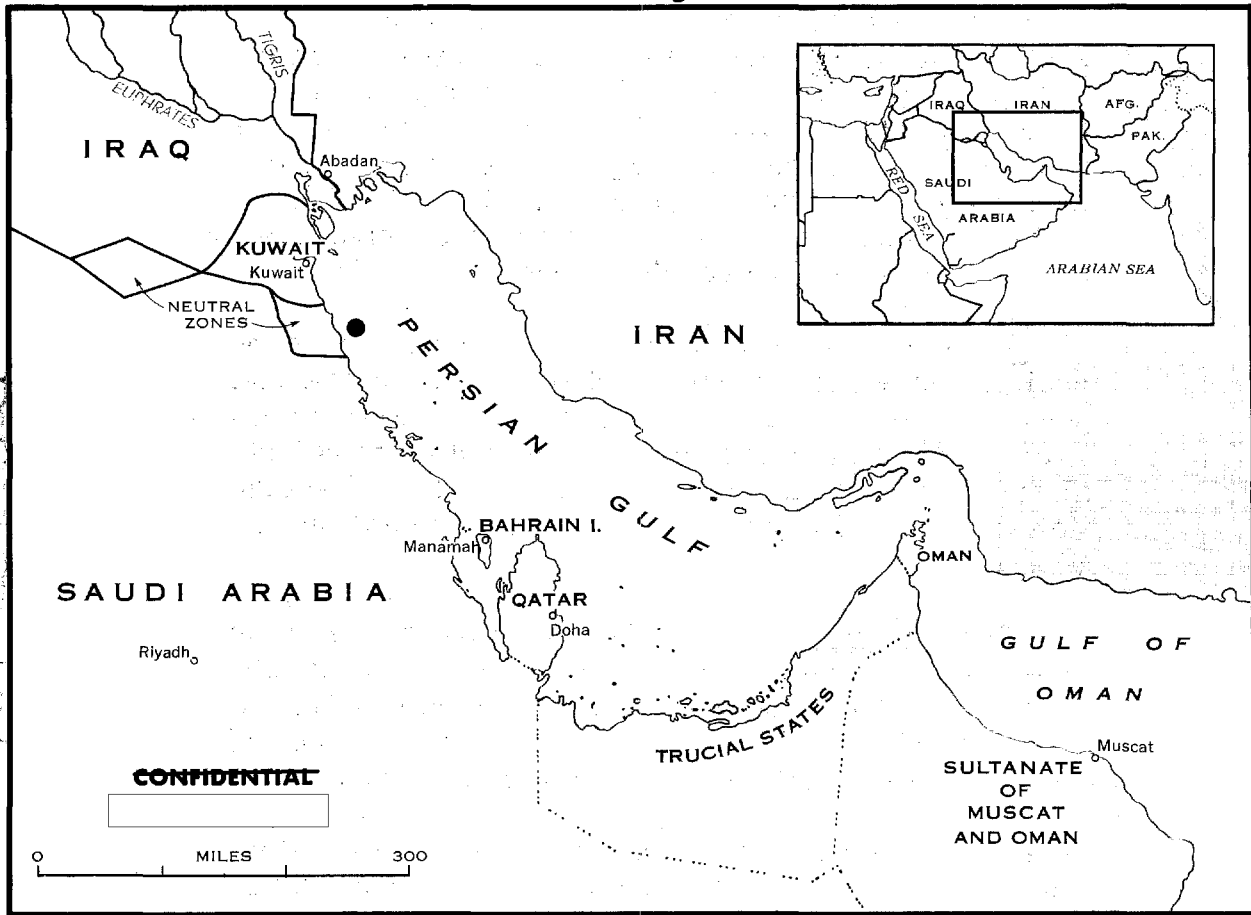 TIGRIS
EUPHRATES
IRAQ
Abadan
KUWAIT
Kuwait
NEUTRAL
ZONES
PERSIAN
GULF
IRAN
BAHRAIN I.
Manamah
QATAR
Doha
SAUDI ARABIA
Riyadh
OMAN
GULF OF
OMAN
TRUCIAL STATES
Muscat
SULTANATE
OF
MUSCAT
AND OMAN
CONFIDENTIAL
0 MILES 300
IRAQ
IRAN
AFG.
PAK.
SAUDI
ARABIA
RED
SEA
ARABIAN SEA